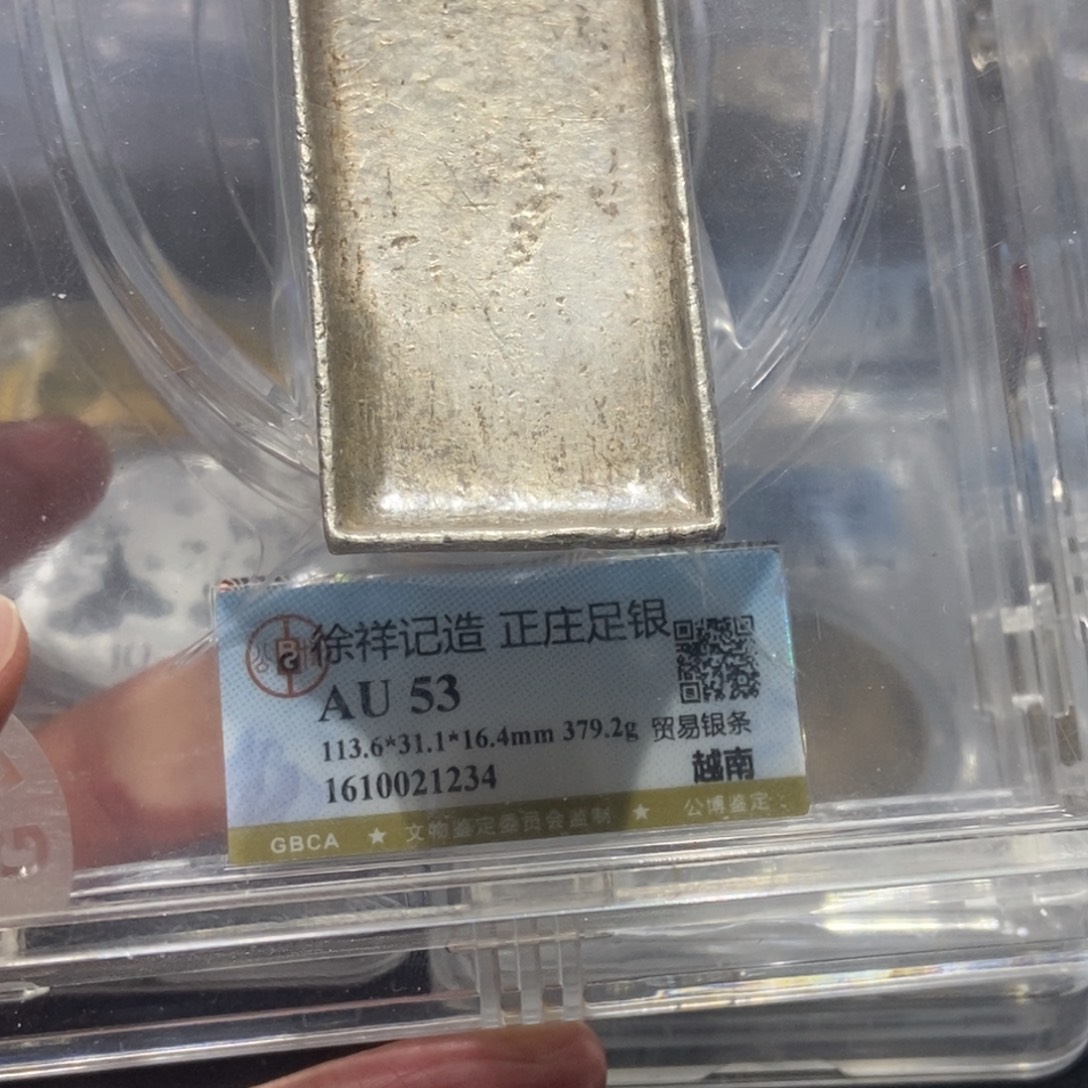 徐祥记造 正庄足银
AU 53
113.6*31.1*16.4mm 379.2g 贸易银条
1610021234 越南
GBCA ★ 文物鉴定委员会监制 ★ 公博鉴定